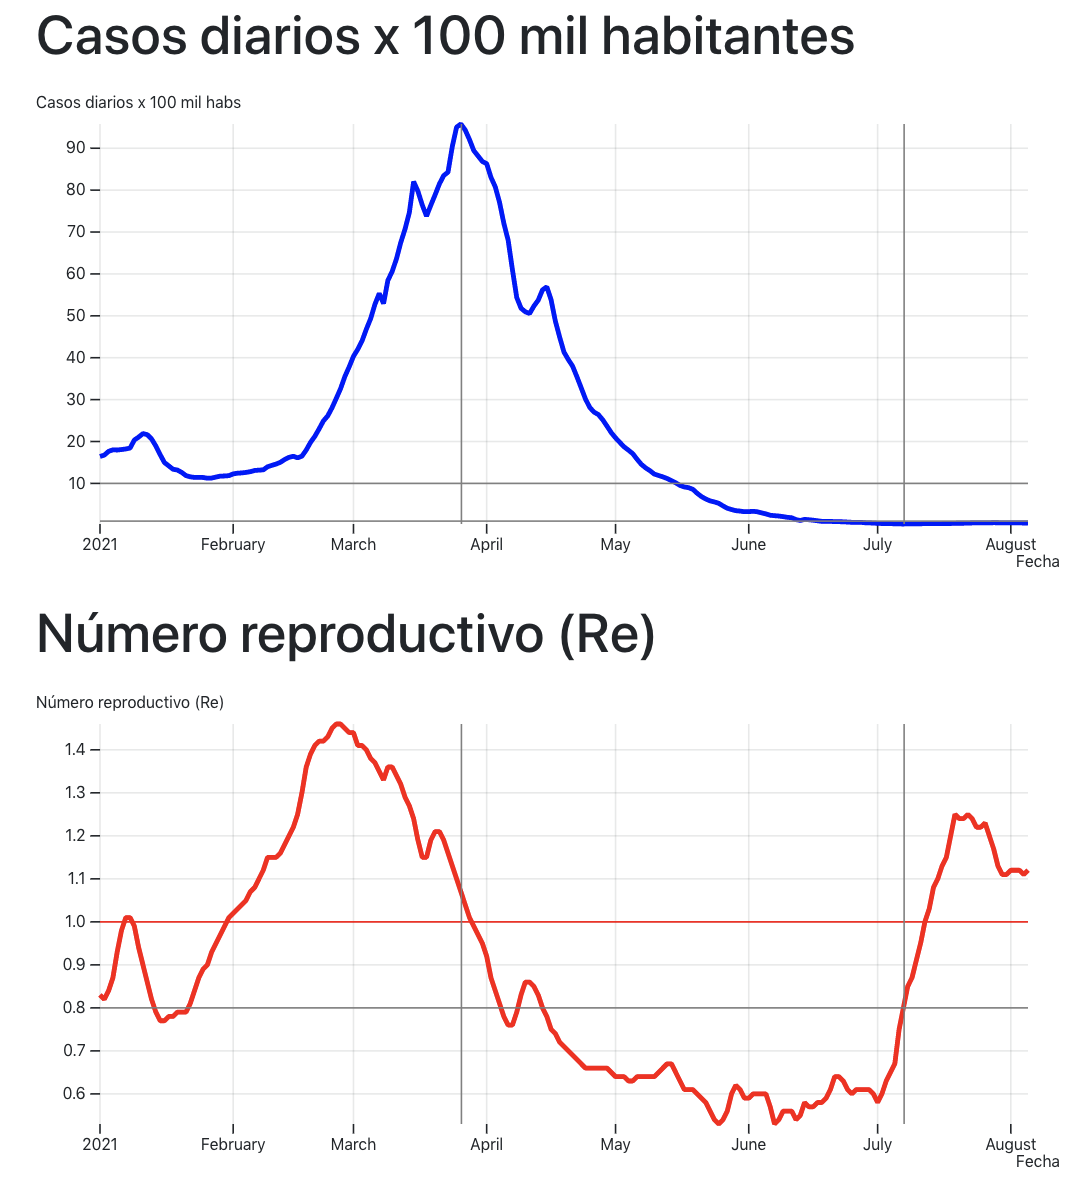 Casos diarios x 100 mil habitantes
Casos diarios x 100 mil habs
90
80
70
60
50
40
30
20
10
2021 February March April May June July August
Fecha
Número reproductivo (Re)
Número reproductivo (Re)
1.4
1.3
1.2
1.1
1.0
0.9
0.8
0.7
0.6
2021 February March April May June July August
Fecha